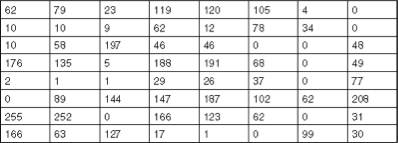 62 79 23 119 120 105 4 0
10 10 9 62 12 78 34 0
10 58 197 46 46 0 0 48
176 135 5 188 191 68 0 49
2 1 1 29 26 37 0 77
0 89 144 147 187 102 62 208
255 252 0 166 123 62 0 31
166 63 127 17 1 0 99 30